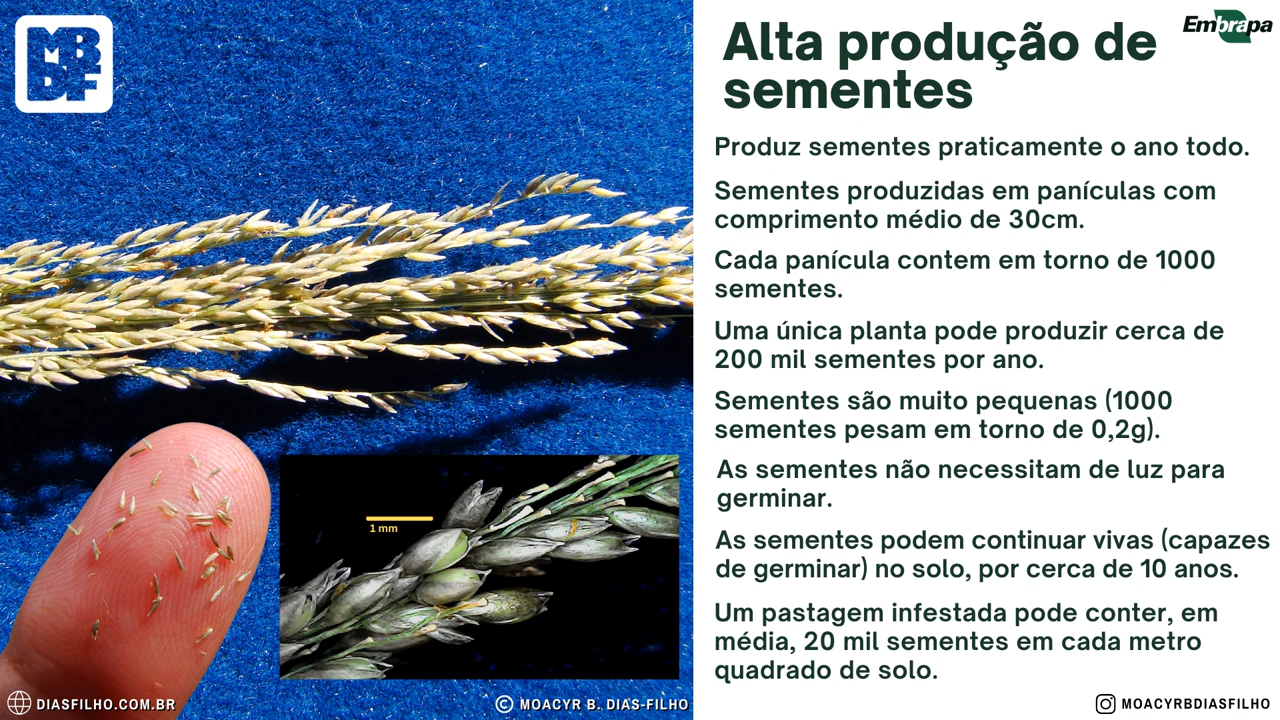 MB
DF
Alta produção de
sementes
Embrapa
Produz sementes praticamente o ano todo.
Sementes produzidas em panículas com
comprimento médio de 30cm.
Cada panícula contem em torno de 1000
sementes.
Uma única planta pode produzir cerca de
200 mil sementes por ano.
Sementes são muito pequenas (1000
sementes pesam em torno de 0,2g).
As sementes não necessitam de luz para
germinar.
As sementes podem continuar vivas (capazes
de germinar) no solo, por cerca de 10 anos.
Um pastagem infestada pode conter, em
média, 20 mil sementes em cada metro
quadrado de solo.
1 mm
DIASFILHO.COM.BR
© MOACYR B. DIAS-FILHO
MOACYRBDIASFILHO